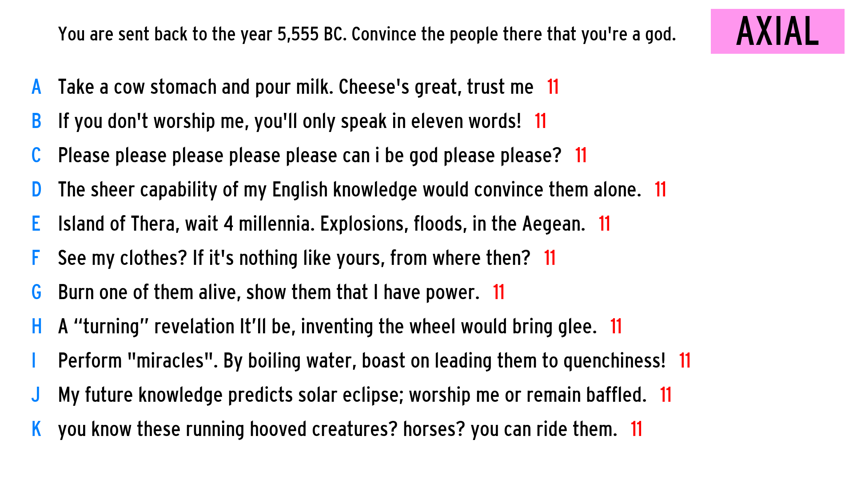 You are sent back to the year 5,555 BC. Convince the people there that you're a god.
AXIAL
A Take a cow stomach and pour milk. Cheese's great, trust me 11
B If you don't worship me, you'll only speak in eleven words! 11
C Please please please please please can i be god please please? 11
D The sheer capability of my English knowledge would convince them alone. 11
E Island of Thera, wait 4 millennia. Explosions, floods, in the Aegean. 11
F See my clothes? If it's nothing like yours, from where then? 11
G Burn one of them alive, show them that I have power. 11
H A “turning” revelation It’ll be, inventing the wheel would bring glee. 11
I Perform "miracles". By boiling water, boast on leading them to quenchiness! 11
J My future knowledge predicts solar eclipse; worship me or remain baffled. 11
K you know these running hooved creatures? horses? you can ride them. 11